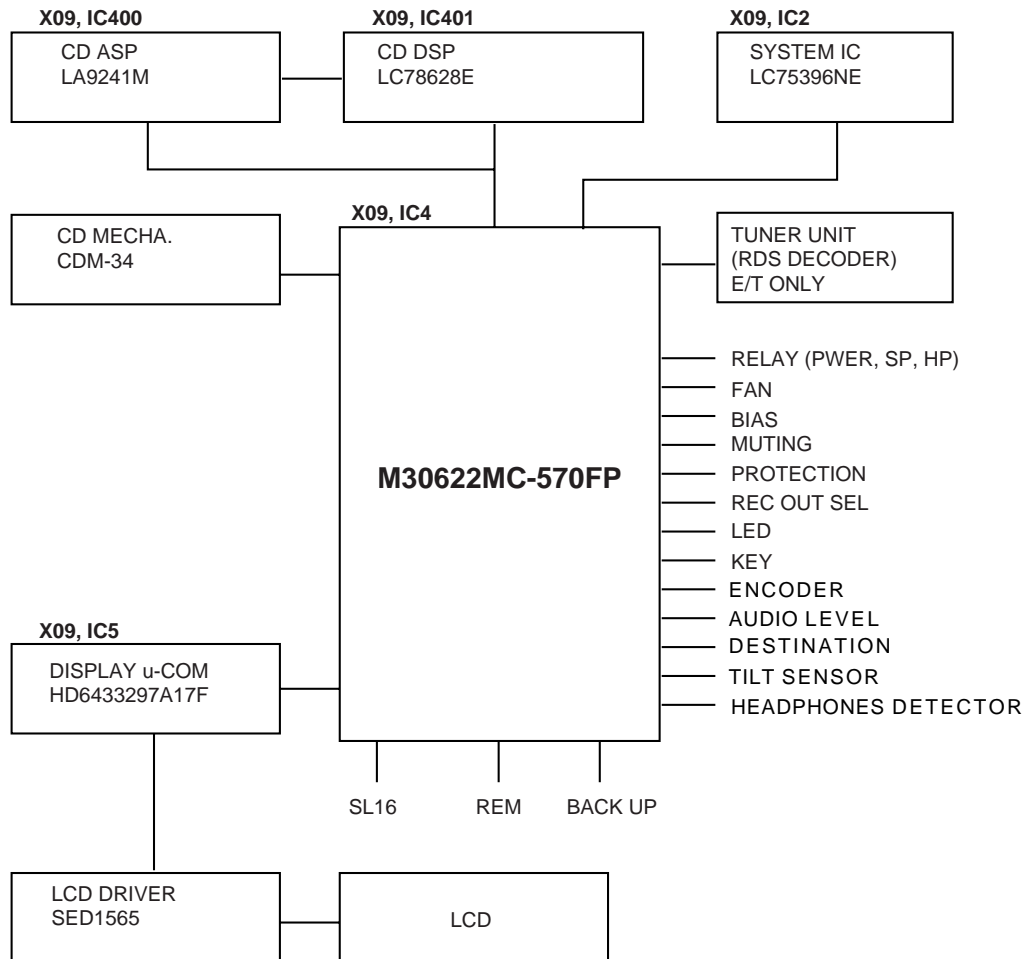 X09, IC400
CD ASP
LA9241M
X09, IC401
CD DSP
LC78628E
X09, IC2
SYSTEM IC
LC75396NE
CD MECHA.
CDM-34
X09, IC4
M30622MC-570FP
TUNER UNIT
(RDS DECODER)
E/T ONLY
RELAY (PWER, SP, HP)
FAN
BIAS
MUTING
PROTECTION
REC OUT SEL
LED
KEY
ENCODER
AUDIO LEVEL
DESTINATION
TILT SENSOR
HEADPHONES DETECTOR
X09, IC5
DISPLAY u-COM
HD6433297A17F
SL16
REM
BACK UP
LCD DRIVER
SED1565
LCD